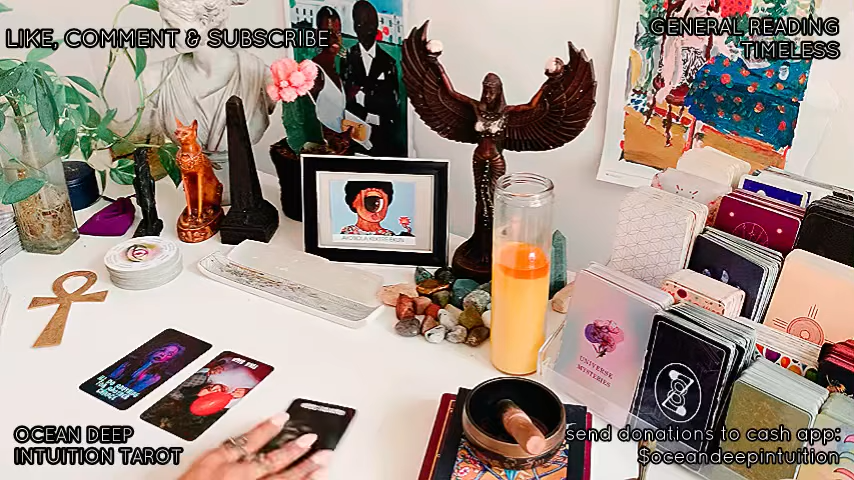 LIKE, COMMENT & SUBSCRIBE
GENERAL READING
TIMELESS
UNIVERSE
MYSTERIES
OCEAN DEEP
INTUITION TAROT
send donations to cash app:
$oceandeepintuition